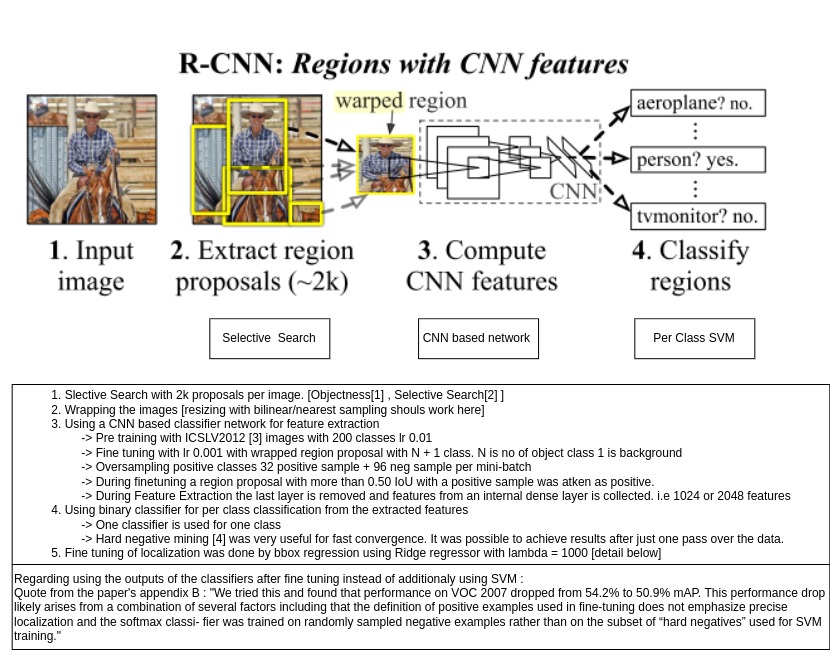 R-CNN: Regions with CNN features
warped region
aeroplane? no.
person? yes.
CNN
tvmonitor? no.
1. Input
image
2. Extract region
proposals (~2k)
3. Compute
CNN features
4. Classify
regions
Selective Search
CNN based network
Per Class SVM
1. Slective Search with 2k proposals per image. [Objectness[1] , Selective Search[2] ]
2. Wrapping the images [resizing with bilinear/nearest sampling shouls work here]
3. Using a CNN based classifier network for feature extraction
-> Pre training with ICSLV2012 [3] images with 200 classes lr 0.01
-> Fine tuning with lr 0.001 with wrapped region proposal with N + 1 class. N is no of object class 1 is background
-> Oversampling positive classes 32 positive sample + 96 neg sample per mini-batch
-> During finetuning a region proposal with more than 0.50 IoU with a positive sample was atken as positive.
-> During Feature Extraction the last layer is removed and features from an internal dense layer is collected. i.e 1024 or 2048 features
4. Using binary classifier for per class classification from the extracted features
-> One classifier is used for one class
-> Hard negative mining [4] was very useful for fast convergence. It was possible to achieve results after just one pass over the data.
5. Fine tuning of localization was done by bbox regression using Ridge regressor with lambda = 1000 [detail below]
Regarding using the outputs of the classifiers after fine tuning instead of additionaly using SVM :
Quote from the paper's appendix B : "We tried this and found that performance on VOC 2007 dropped from 54.2% to 50.9% mAP. This performance drop
likely arises from a combination of several factors including that the definition of positive examples used in fine-tuning does not emphasize precise
localization and the softmax classi- fier was trained on randomly sampled negative examples rather than on the subset of “hard negatives” used for SVM
training."